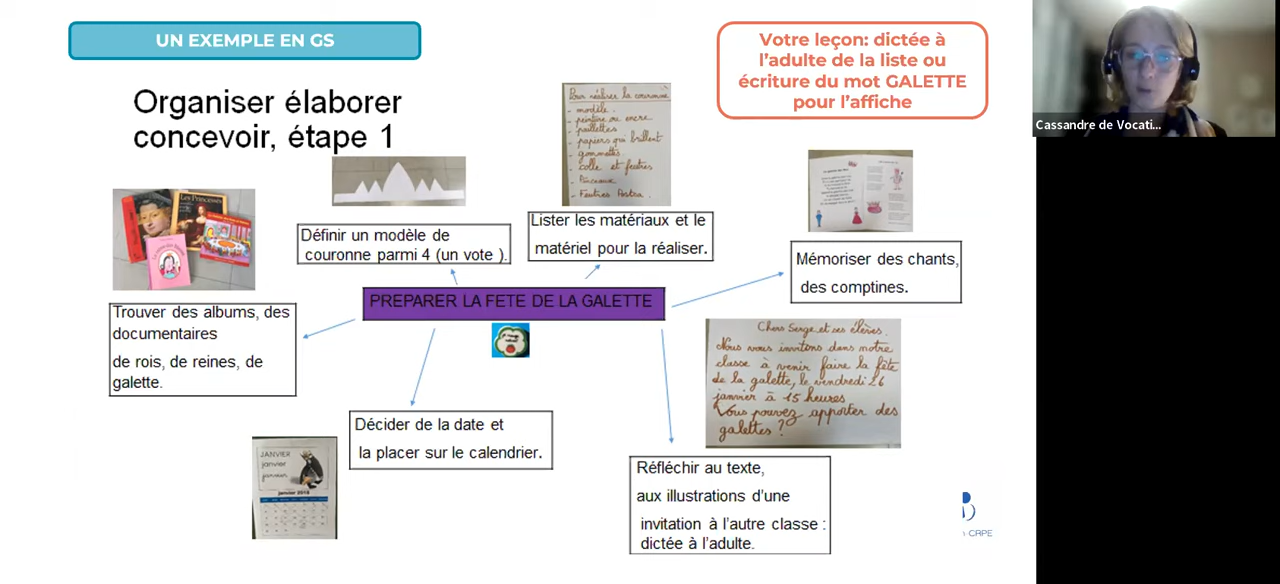 UN EXEMPLE EN GS
Votre leçon: dictée à
l'adulte de la liste ou
écriture du mot GALETTE
pour l'affiche
Organiser élaborer
concevoir, étape 1
Cassandre de Vocati...
Pour réaliser la couronne
- modèle.
- peinture ou encre
- paillettes
- papiers qui brillent
- gommettes.
- colle et feutres
- Pinceaux
- Feutres Posca.
Les Princesses
Définir un modèle de
couronne parmi 4 (un vote ).
Lister les matériaux et le
matériel pour la réaliser.
Mémoriser des chants,
des comptines.
PREPARER LA FETE DE LA GALETTE
Trouver des albums, des
documentaires
de rois, de reines, de
galette.
Chers Serge et ses élèves.
Nous vous invitons dans notre
classe à venir faire la fête
de la galette, le vendredi 26
janvier à 15 heures
Vous pouvez apporter des
galettes ?
Décider de la date et
la placer sur le calendrier.
JANVIER
janvier
janvier
janvier 2018
Réfléchir au texte,
aux illustrations d'une
invitation à l'autre classe :
dictée à l'adulte.
CRPE